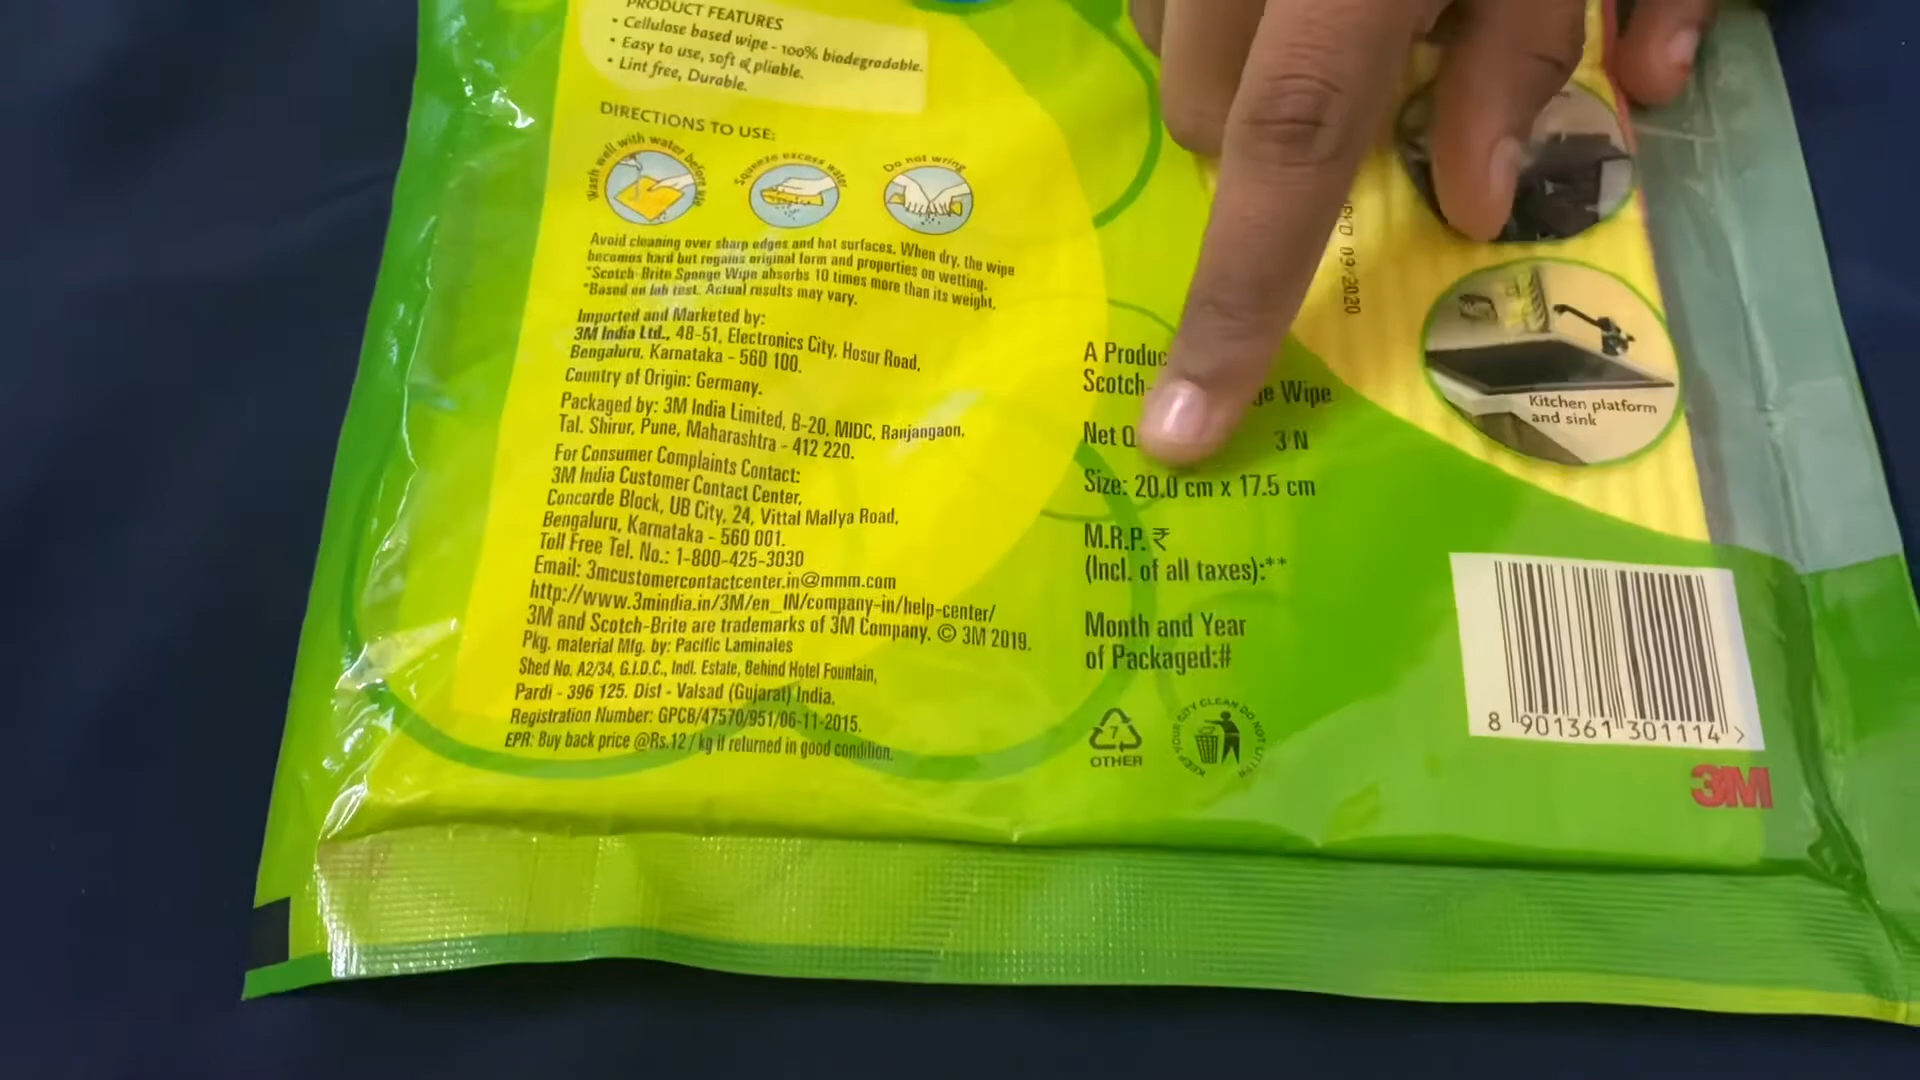 PRODUCT FEATURES
• Cellulose based wipe - 100% biodegradable.
• Easy to use, soft & pliable.
• Lint free, Durable.
DIRECTIONS TO USE:
Wash well with water before use
Squeeze excess water
Do not wring
Avoid cleaning over sharp edges and hot surfaces. When dry, the wipe
becomes hard but regains original form and properties on wetting.
*Scotch-Brite Sponge Wipe absorbs 10 times more than its weight.
*Based on lab test. Actual results may vary.
Imported and Marketed by:
3M India Ltd., 48-51, Electronics City, Hosur Road,
Bengaluru, Karnataka - 560 100.
Country of Origin: Germany.
Packaged by: 3M India Limited, B-20, MIDC, Ranjangaon,
Tal. Shirur, Pune, Maharashtra - 412 220.
For Consumer Complaints Contact:
3M India Customer Contact Center,
Concorde Block, UB City, 24, Vittal Mallya Road,
Bengaluru, Karnataka - 560 001.
Toll Free Tel. No.: 1-800-425-3030
Email: 3mcustomercontactcenter.in@mmm.com
http://www.3mindia.in/3M/en_IN/company-in/help-center/
3M and Scotch-Brite are trademarks of 3M Company. © 3M 2019.
Pkg. material Mfg. by: Pacific Laminates
Shed No. A2/34, G.I.D.C., Indl. Estate, Behind Hotel Fountain,
Pardi - 396 125. Dist - Valsad (Gujarat) India.
Registration Number: GPCB/47570/951/06-11-2015.
EPR: Buy back price @Rs.12 / kg if returned in good condition.
A Produc
Scotch- ge Wipe
Net Q 3 N
Size: 20.0 cm x 17.5 cm
M.R.P. ₹
(Incl. of all taxes):**
Month and Year
of Packaged:#
7
OTHER
KEEP YOUR CITY CLEAN DO NOT LITTER
09/2020
Kitchen platform
and sink
8 901361 301114 >
3M